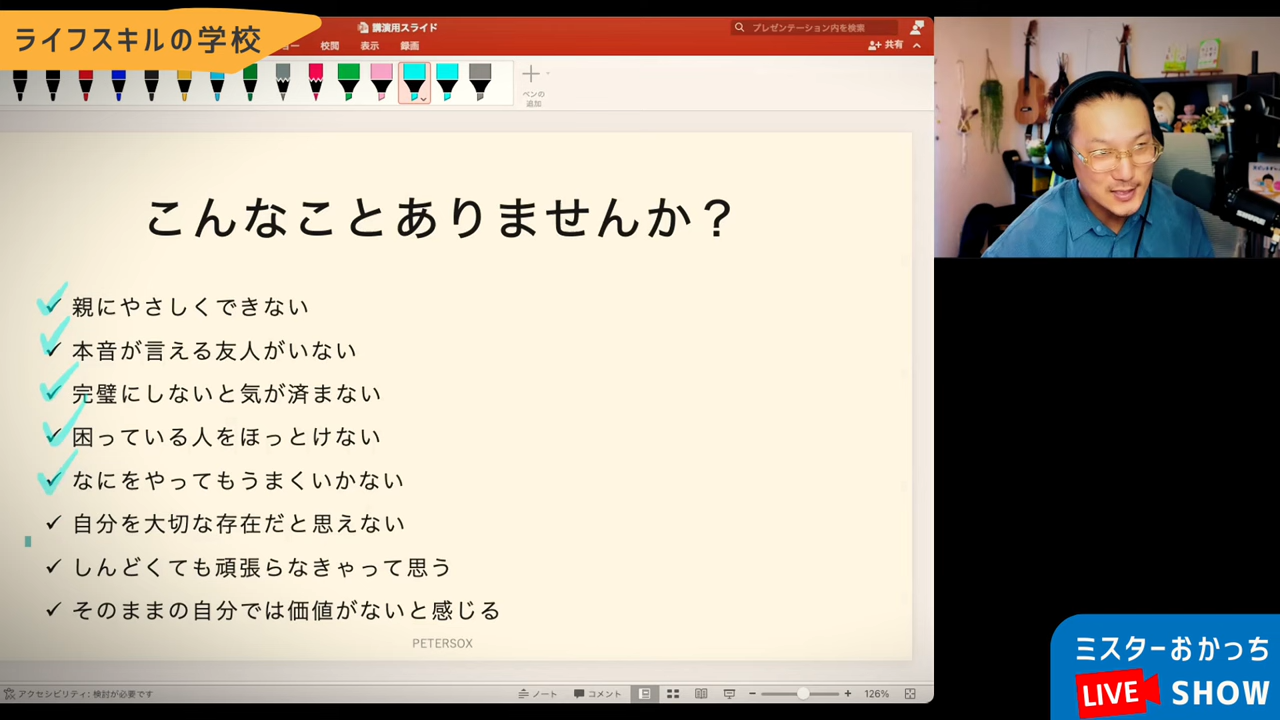 ライフスキルの学校
講演用スライド
プレゼンテーション内を検索
校閲
表示
録画
共有
ペンの
追加
こんなことありませんか？
✓ 親にやさしくできない
✓ 本音が言える友人がいない
✓ 完璧にしないと気が済まない
✓ 困っている人をほっとけない
✓ なにをやってもうまくいかない
✓ 自分を大切な存在だと思えない
✓ しんどくても頑張らなきゃって思う
✓ そのままの自分では価値がないと感じる
PETERSOX
アクセシビリティ: 検討が必要です
ノート
コメント
126%
ミスターおかっち
LIVE SHOW